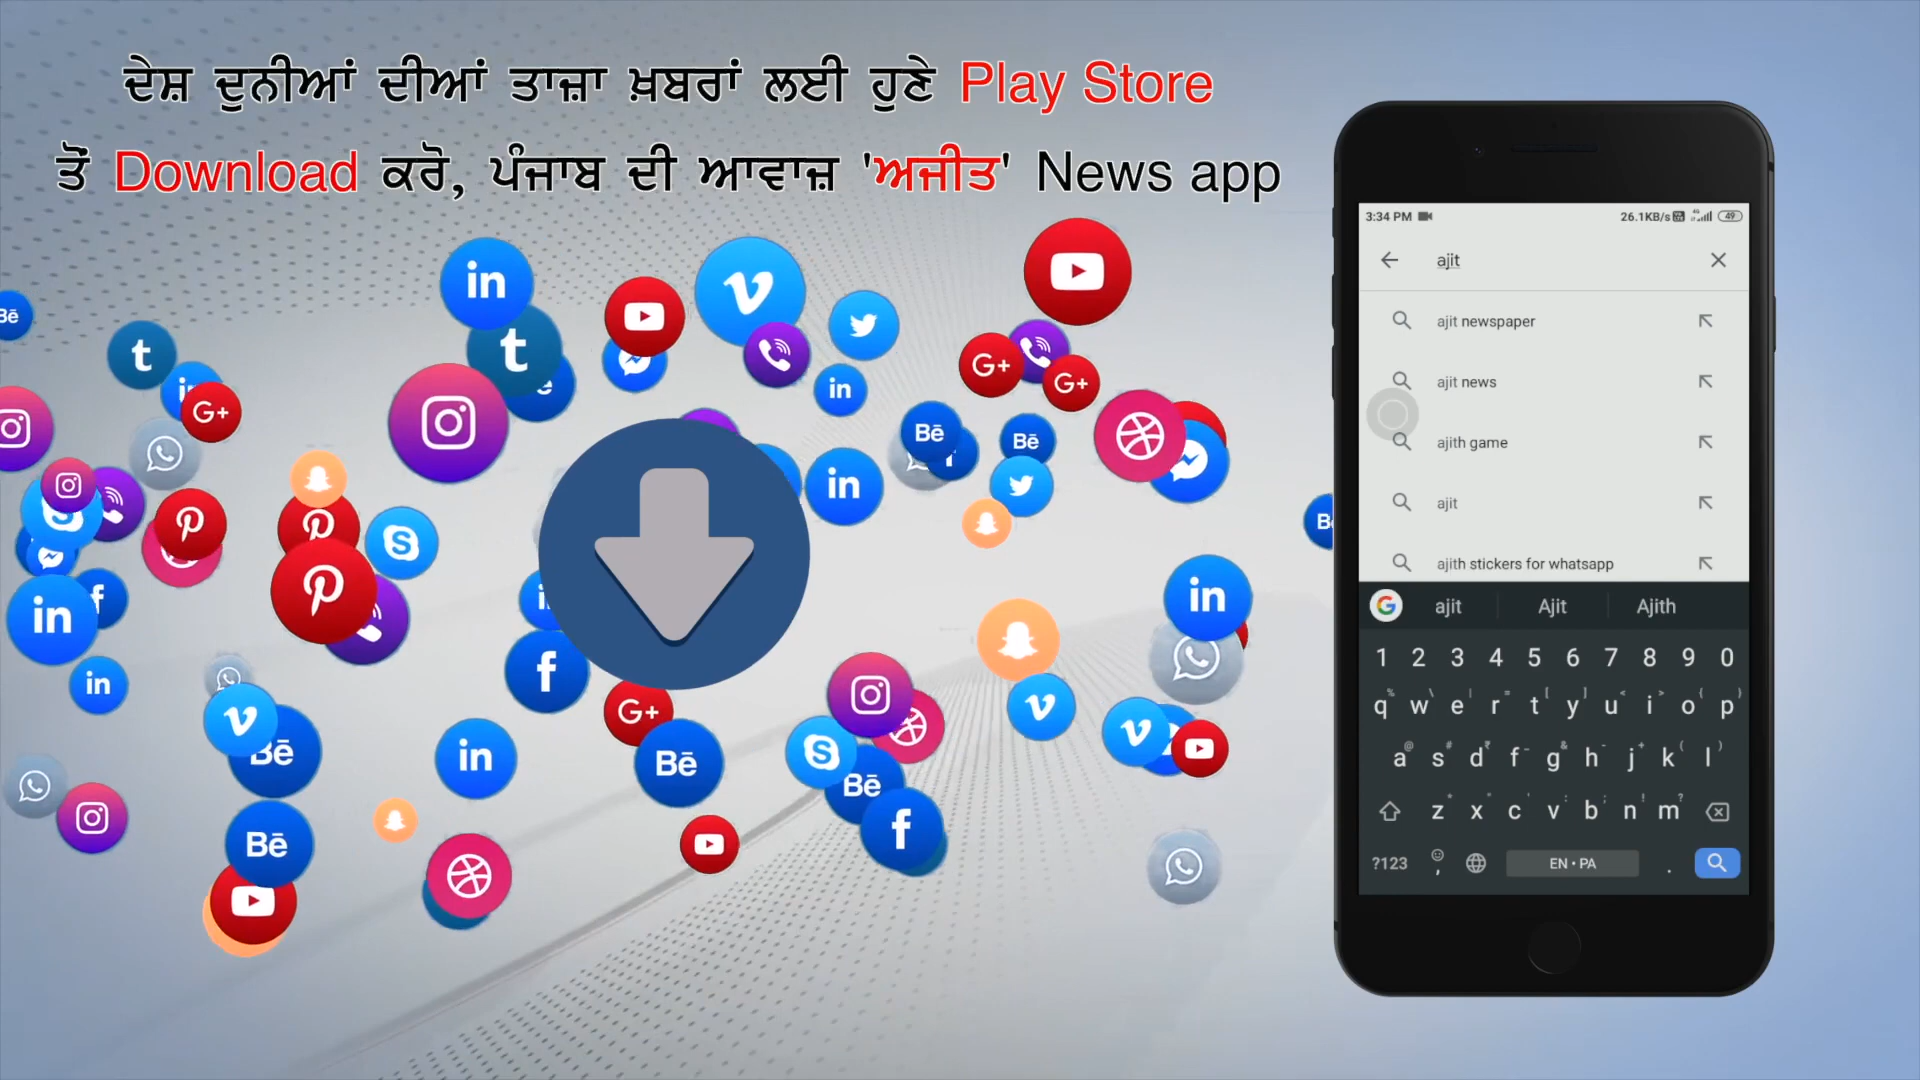 ਦੇਸ਼ ਦੁਨੀਆਂ ਦੀਆਂ ਤਾਜ਼ਾ ਖ਼ਬਰਾਂ ਲਈ ਹੁਣੇ Play Store
ਤੋਂ Download ਕਰੋ, ਪੰਜਾਬ ਦੀ ਆਵਾਜ਼ 'ਅਜੀਤ' News app
3:34 PM 26.1KB/s 49
ajit
ajit newspaper
ajit news
ajith game
ajit
ajith stickers for whatsapp
ajit Ajit Ajith
1 2 3 4 5 6 7 8 9 0
q w e r t y u i o p
a s d f g h j k l
z x c v b n m
?123 , EN • PA .